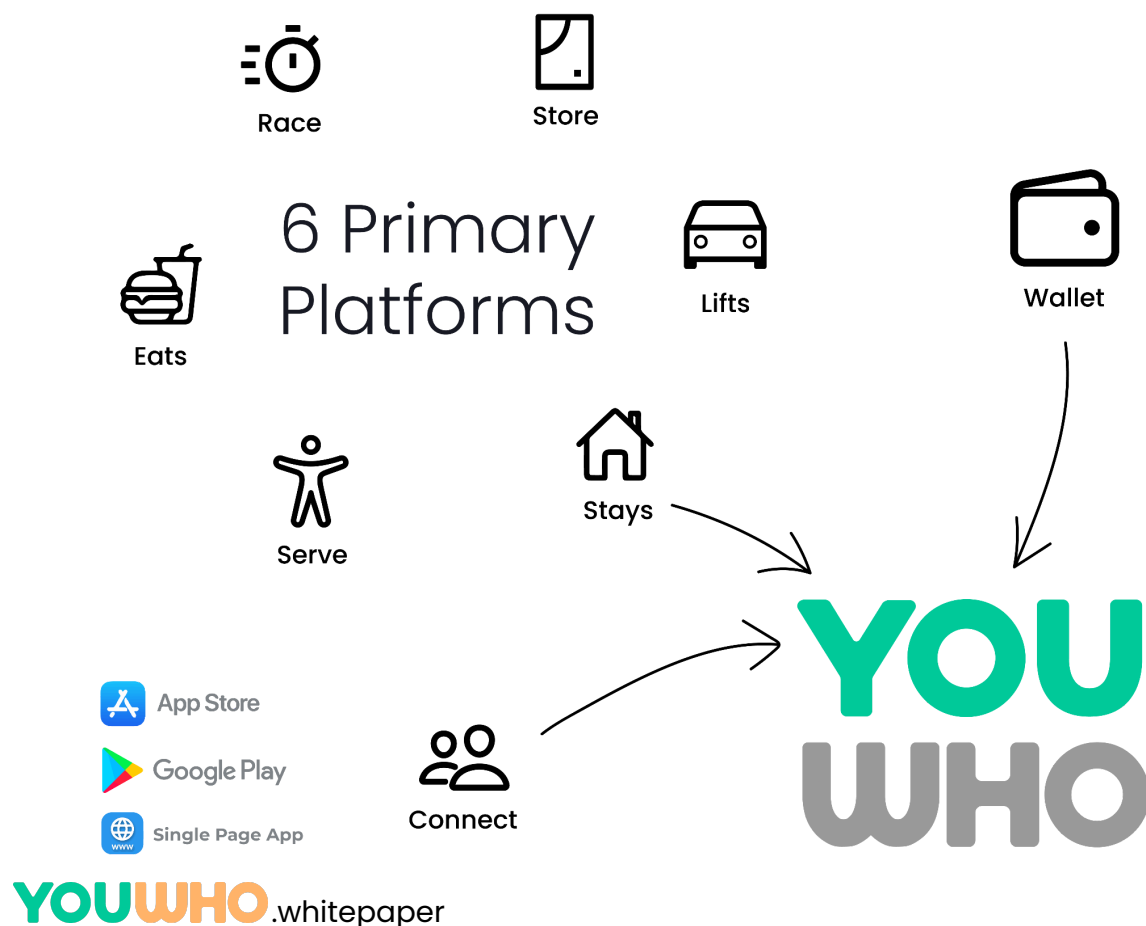 Race
Store
6 Primary
Platforms
Lifts
Wallet
Eats
Stays
Serve
YOU
WHO
App Store
Google Play
www
Single Page App
Connect
YOUWHO.whitepaper